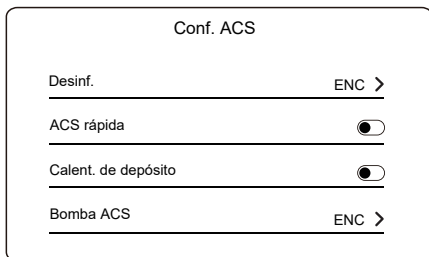 Conf. ACS
Desinf. ENC
ACS rápida
Calent. de depósito
Bomba ACS ENC